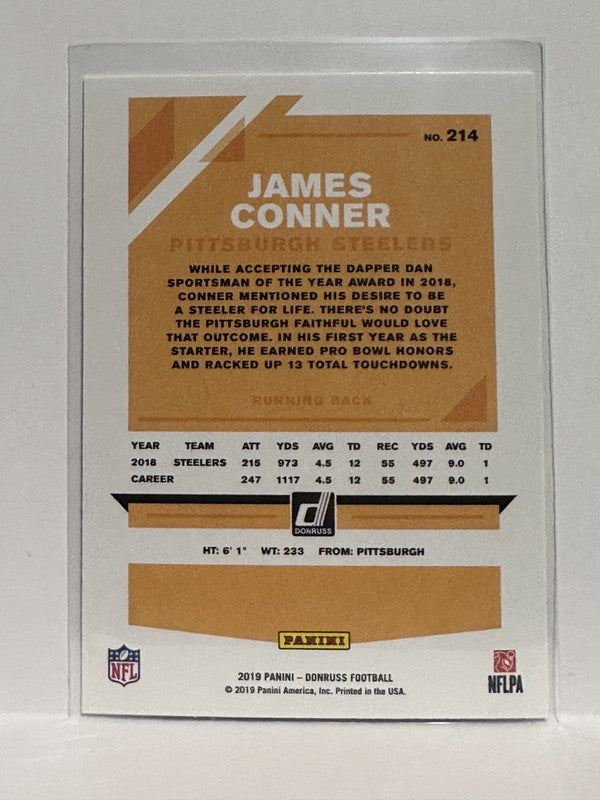 NO. 214
JAMES
CONNER
PITTSBURGH STEELERS
WHILE ACCEPTING THE DAPPER DAN
SPORTSMAN OF THE YEAR AWARD IN 2018,
CONNER MENTIONED HIS DESIRE TO BE
A STEELER FOR LIFE. THERE'S NO DOUBT
THE PITTSBURGH FAITHFUL WOULD LOVE
THAT OUTCOME. IN HIS FIRST YEAR AS THE
STARTER, HE EARNED PRO BOWL HONORS
AND RACKED UP 13 TOTAL TOUCHDOWNS.
RUNNING BACK
YEAR TEAM ATT YDS AVG TD REC YDS AVG TD
2018 STEELERS 215 973 4.5 12 55 497 9.0 1
CAREER 247 1117 4.5 12 55 497 9.0 1
d
DONRUSS
HT: 6' 1" WT: 233 FROM: PITTSBURGH
PANINI
NFL
NFLPA
2019 PANINI – DONRUSS FOOTBALL
© 2019 Panini America, Inc. Printed in the USA.